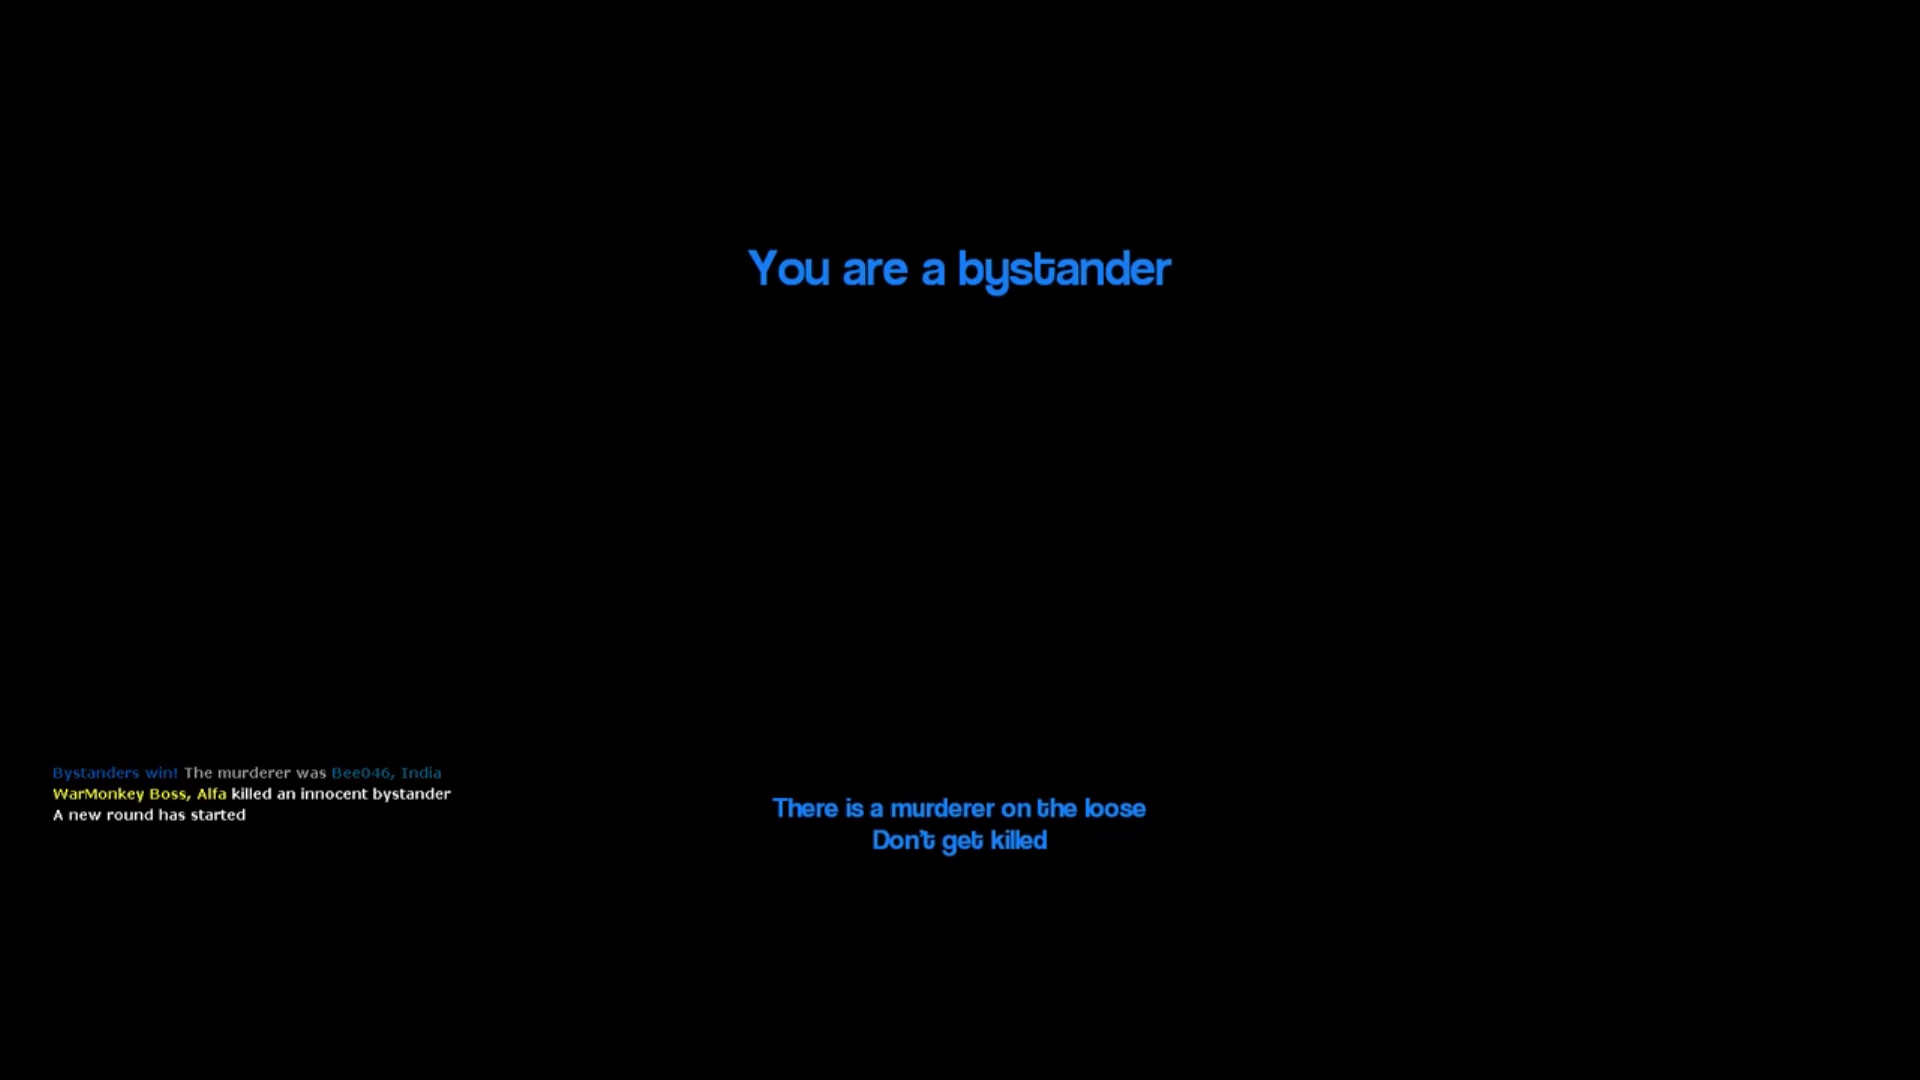 You are a bystander
Bystanders win! The murderer was Bee046, India
WarMonkey Boss, Alfa killed an innocent bystander
A new round has started
There is a murderer on the loose
Don't get killed